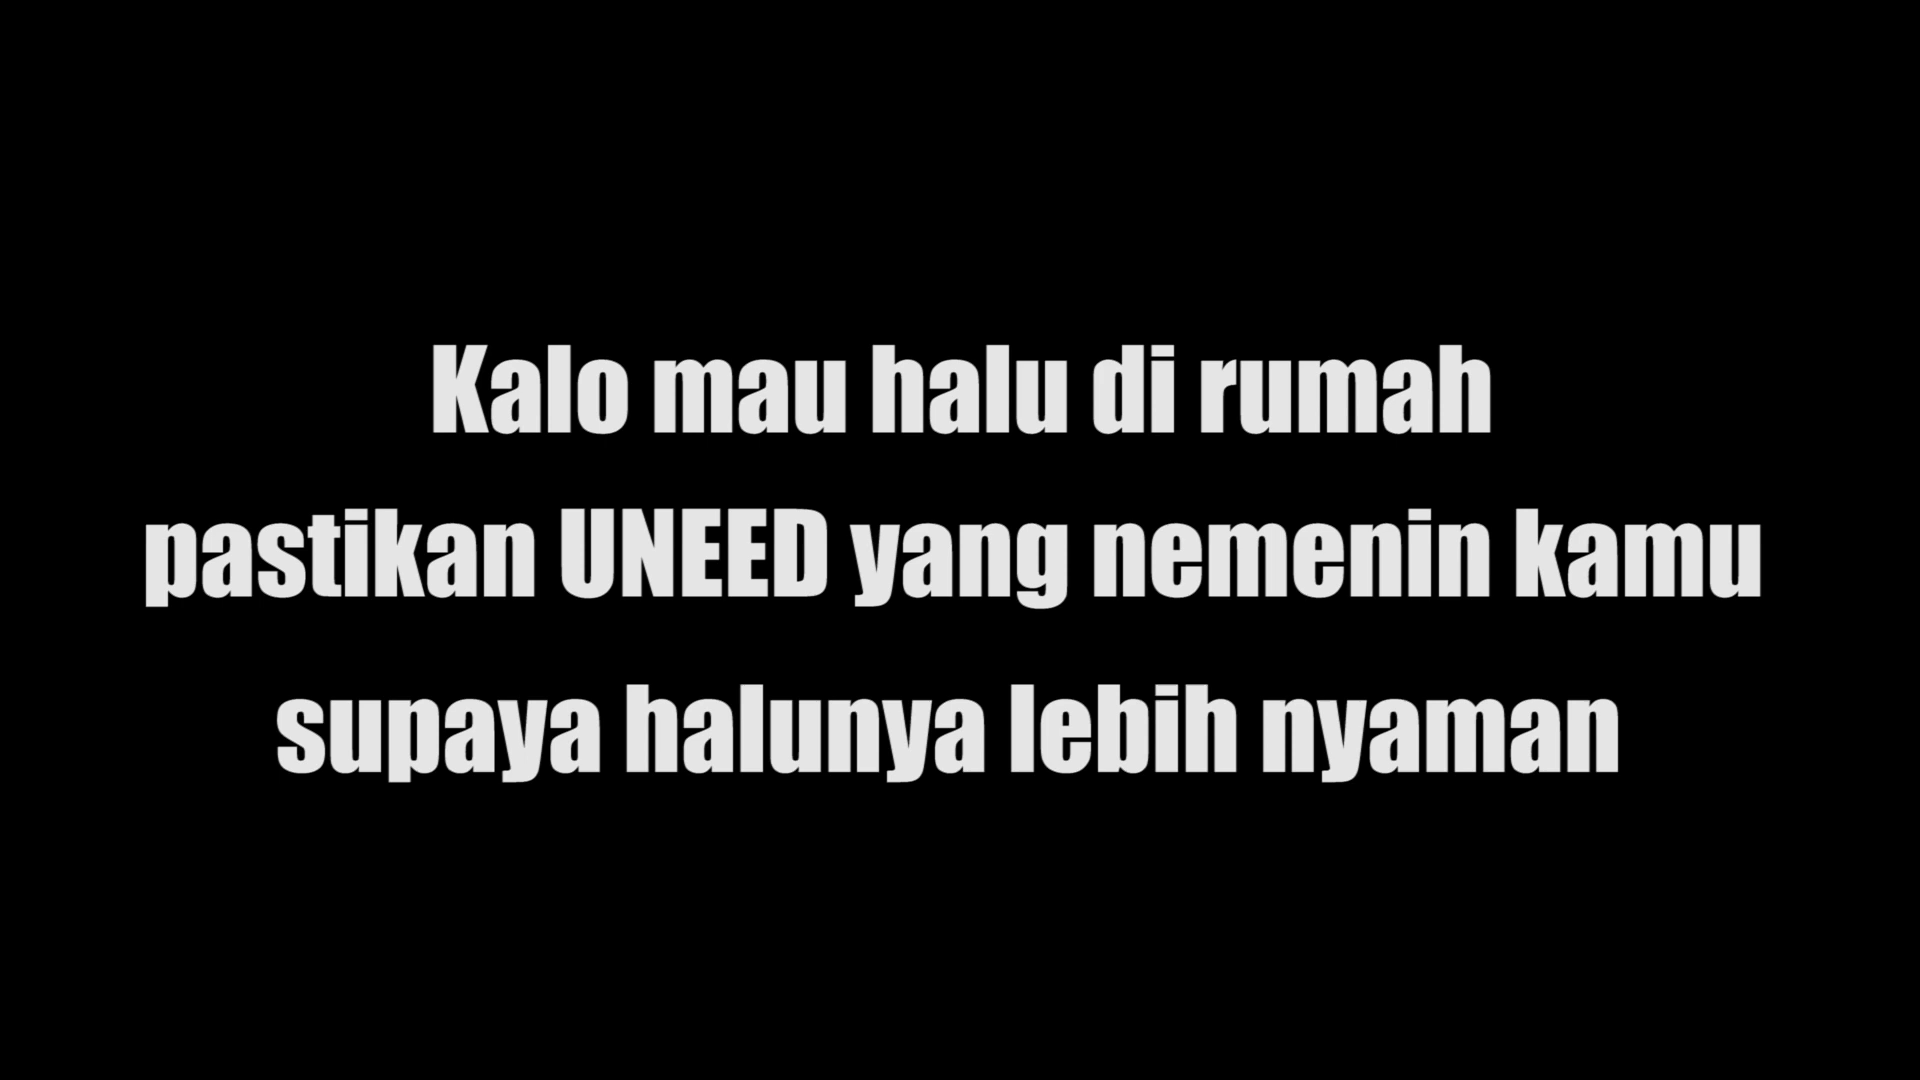 Kalo mau halu di rumah
pastikan UNEED yang nemenin kamu
supaya halunya lebih nyaman